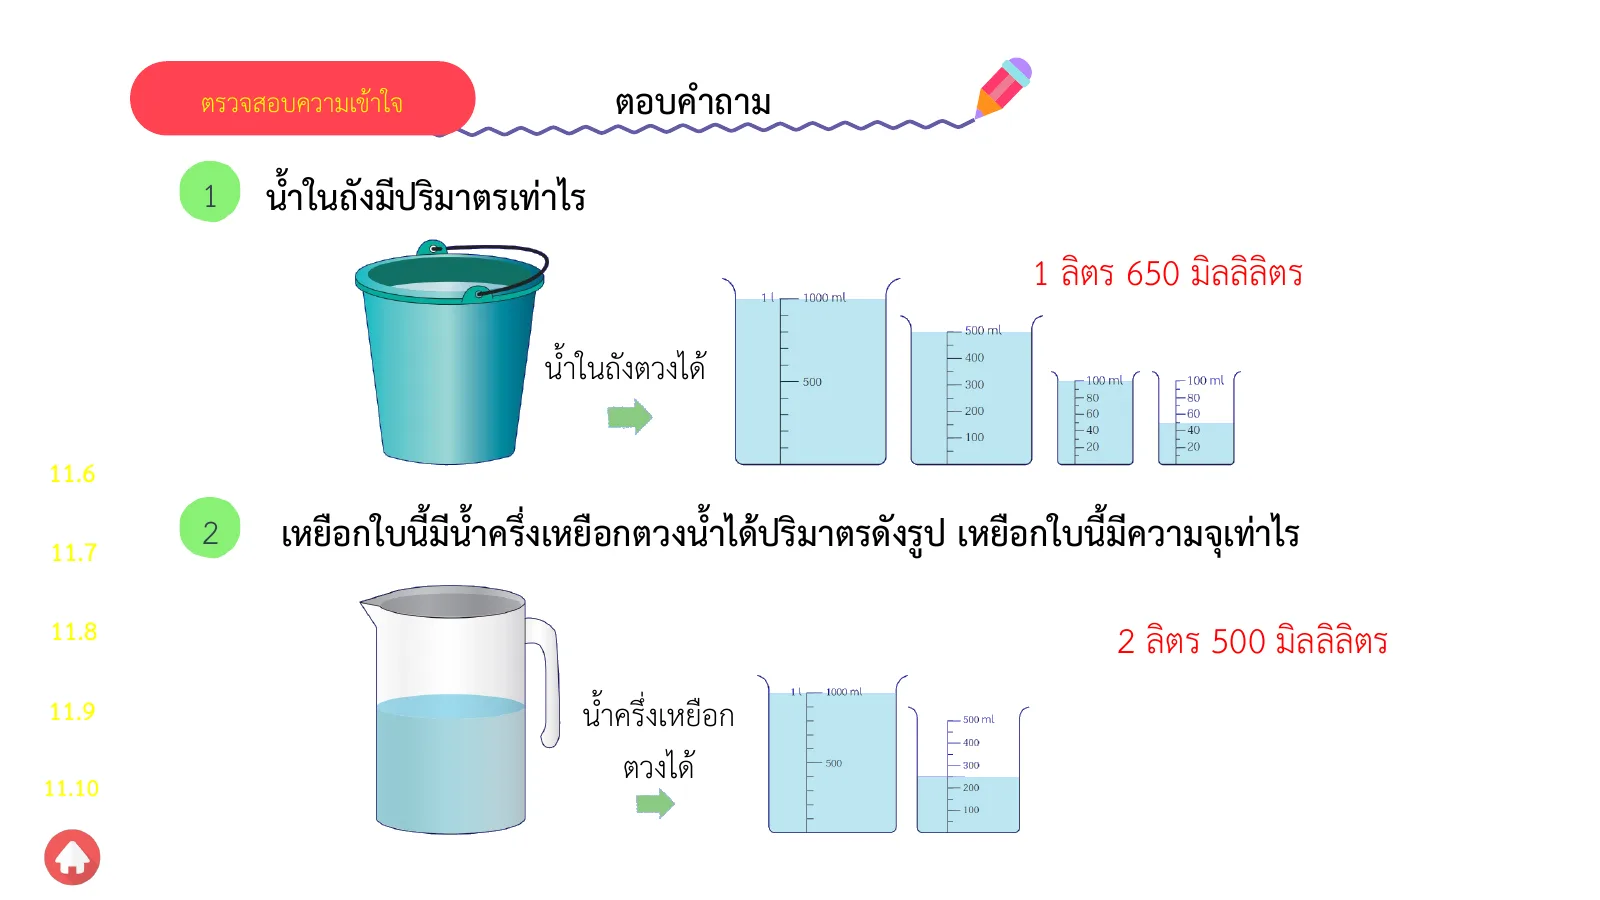 ตรวจสอบความเข้าใจ
ตอบคำถาม
1
น้ำในถังมีปริมาตรเท่าไร
1 ลิตร 650 มิลลิลิตร
น้ำในถังตวงได้
1 l
1000 ml
500
500 ml
400
300
200
100
100 ml
80
60
40
20
100 ml
80
60
40
20
11.6
11.7
11.8
11.9
11.10
2
เหยือกใบนี้มีน้ำครึ่งเหยือกตวงน้ำได้ปริมาตรดังรูป เหยือกใบนี้มีความจุเท่าไร
2 ลิตร 500 มิลลิลิตร
น้ำครึ่งเหยือก
ตวงได้
1 l
1000 ml
500
500 ml
400
300
200
100